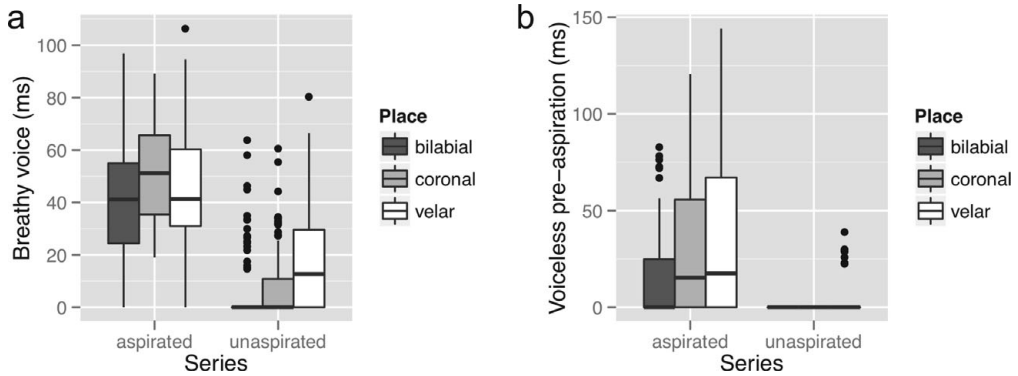 a
Breathy voice (ms)
100
80
60
40
20
0
aspirated unaspirated
Series
Place
bilabial
coronal
velar
b
Voiceless pre-aspiration (ms)
150
100
50
0
aspirated unaspirated
Series
Place
bilabial
coronal
velar